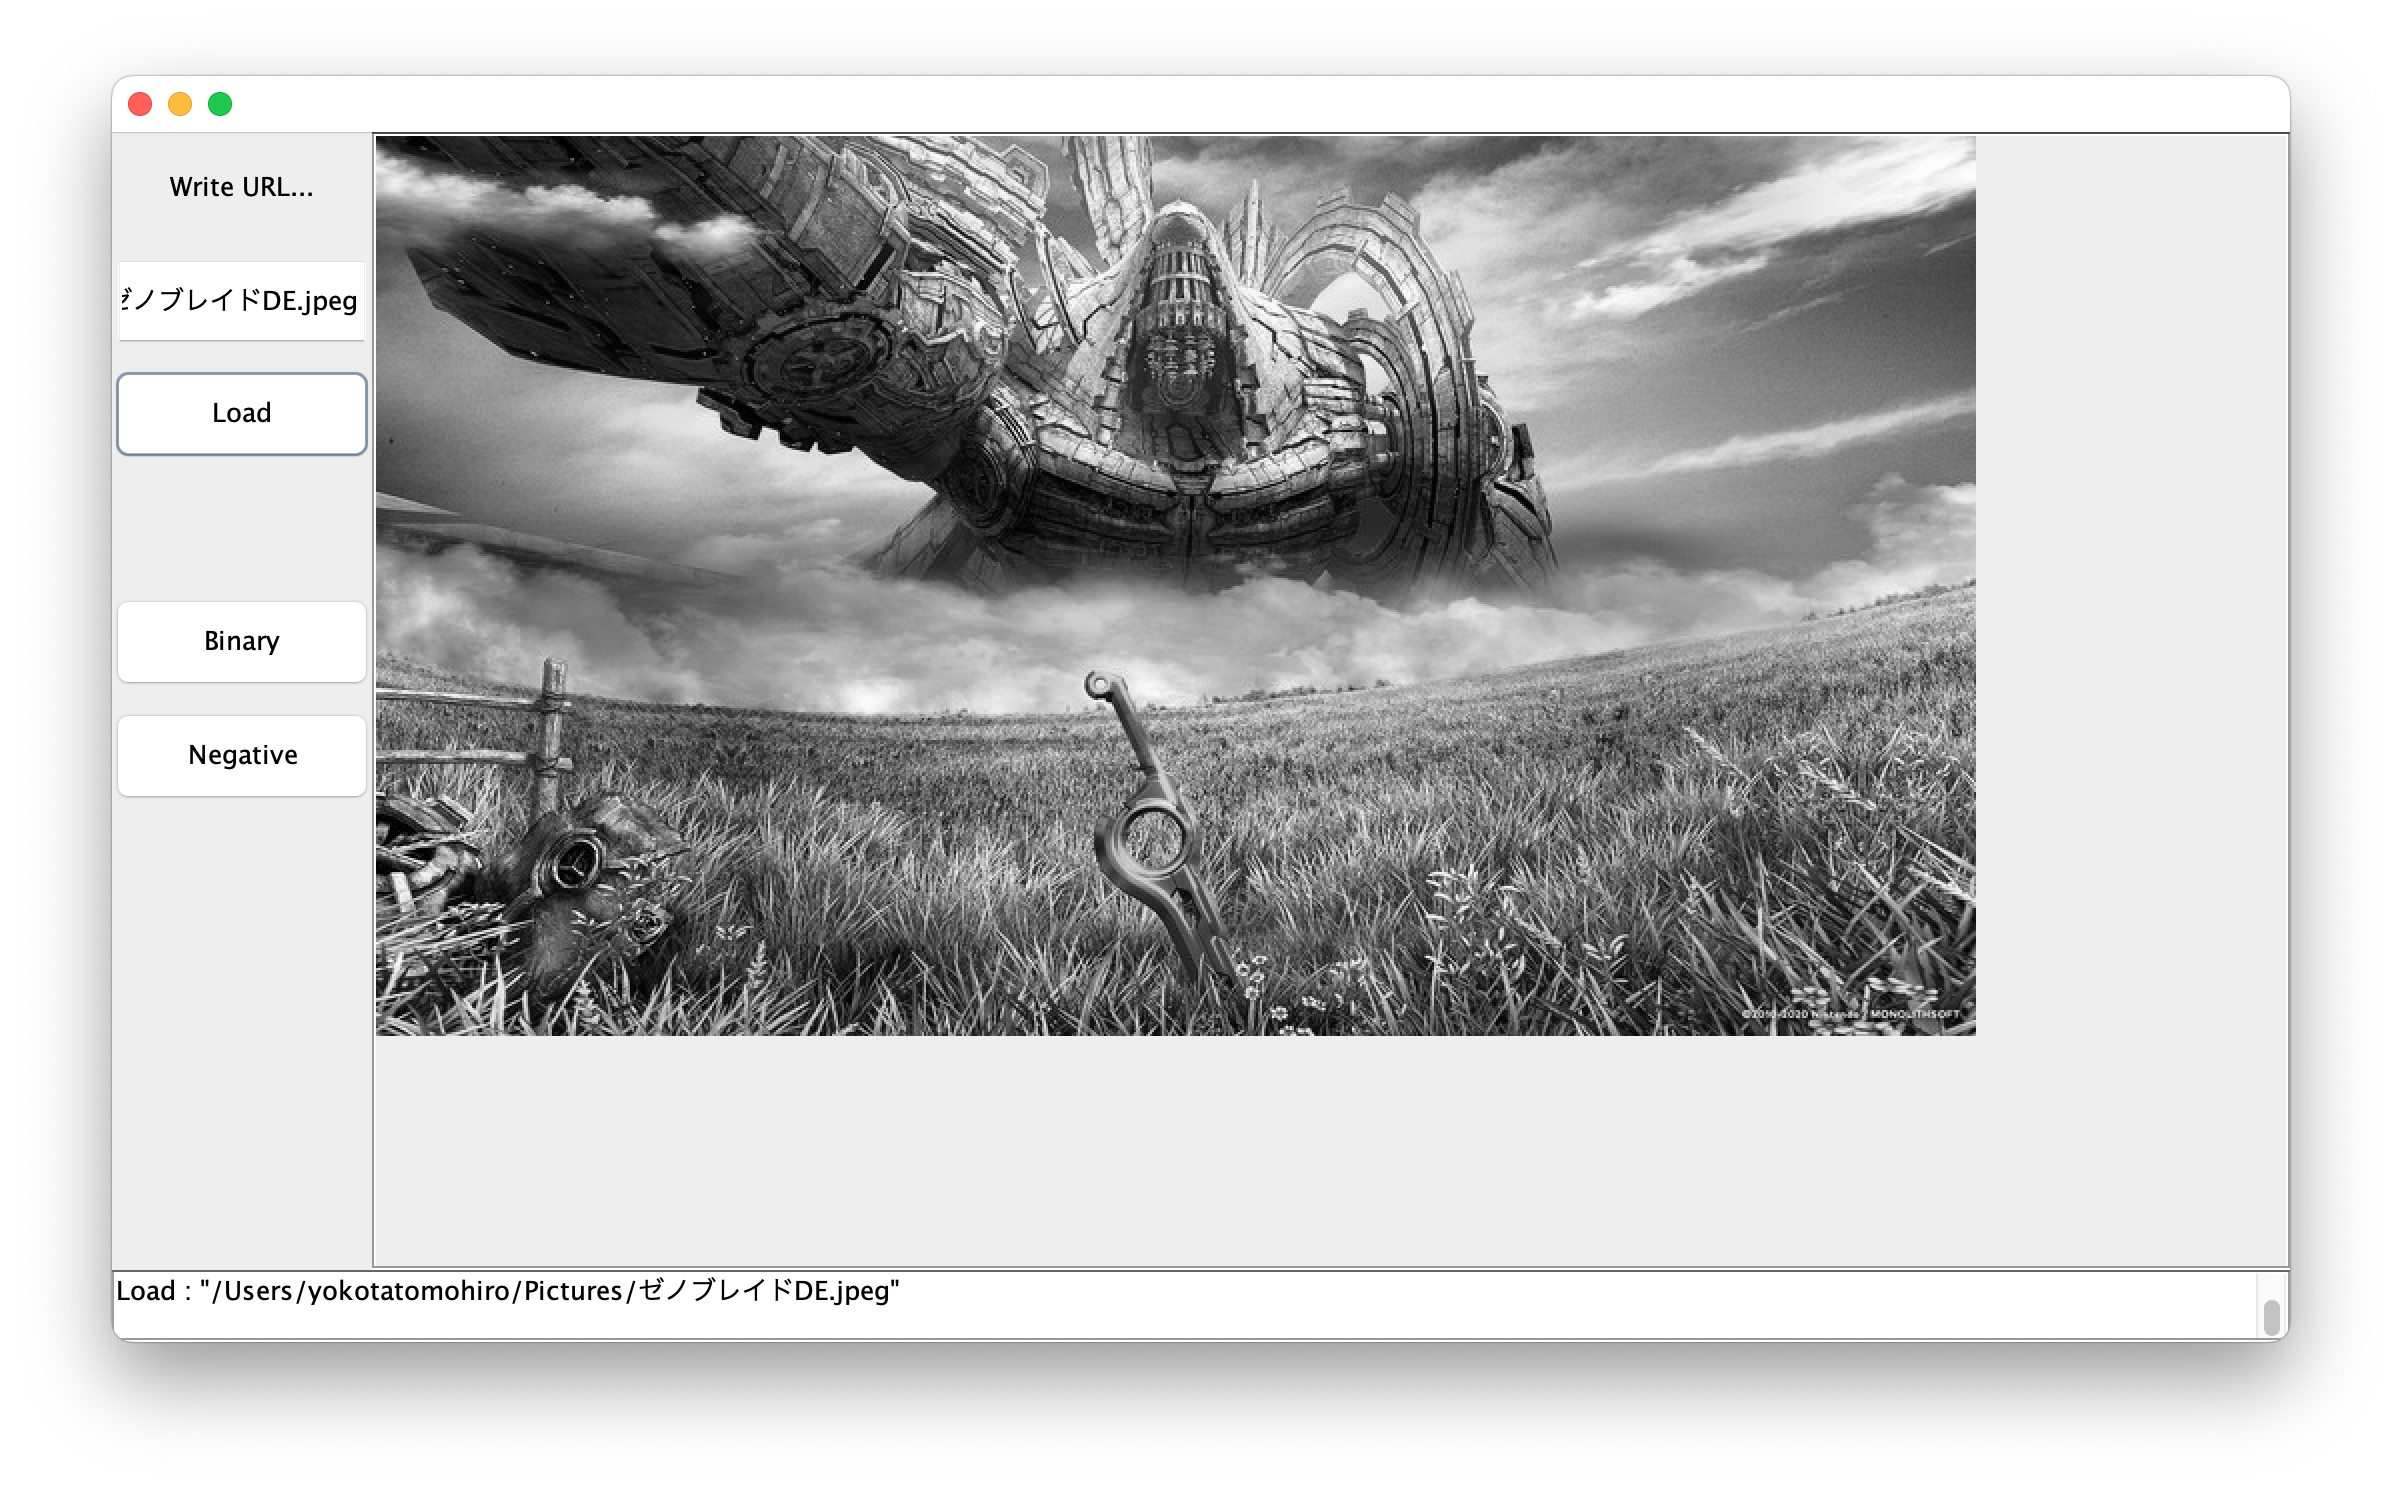 Write URL...
ゼノブレイドDE.jpeg
Load
Binary
Negative
©2010-2020 Nintendo / MONOLITHSOFT
Load : "/Users/yokotatomohiro/Pictures/ゼノブレイドDE.jpeg"